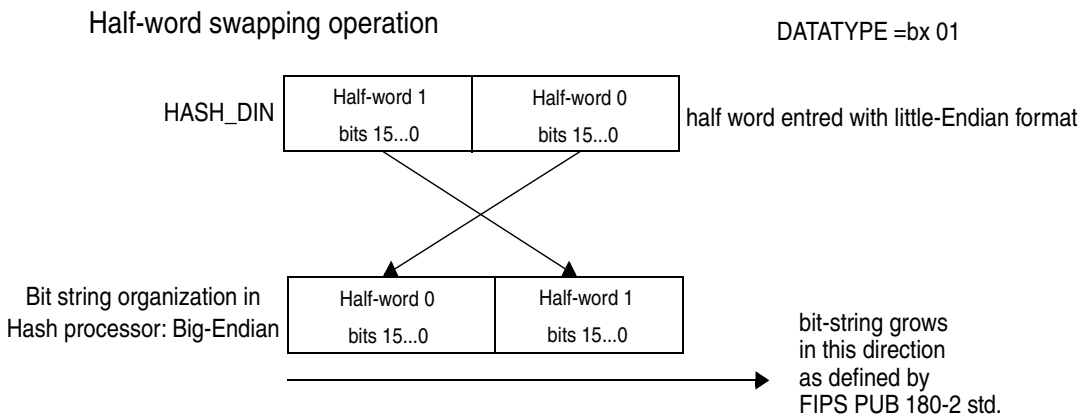 Half-word swapping operation
DATATYPE =bx 01
HASH_DIN
Half-word 1
bits 15...0
Half-word 0
bits 15...0
half word entred with little-Endian format
Bit string organization in
Hash processor: Big-Endian
Half-word 0
bits 15...0
Half-word 1
bits 15...0
bit-string grows
in this direction
as defined by
FIPS PUB 180-2 std.